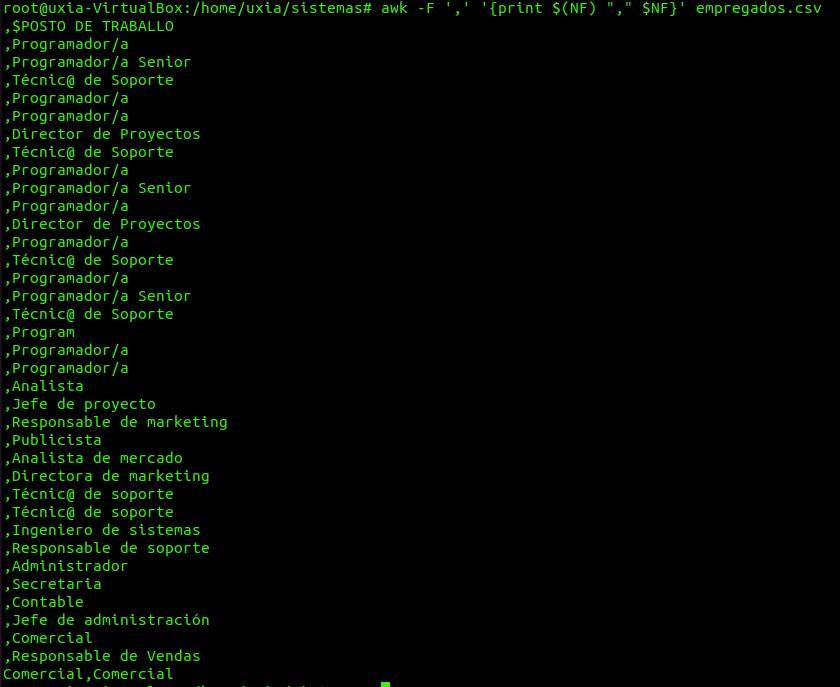 root@uxia-VirtualBox:/home/uxia/sistemas# awk -F ',' '{print $(NF) "," $NF}' empregados.csv
,$POSTO DE TRABALLO
,Programador/a
,Programador/a Senior
,Técnic@ de Soporte
,Programador/a
,Programador/a
,Director de Proyectos
,Técnic@ de Soporte
,Programador/a
,Programador/a Senior
,Programador/a
,Director de Proyectos
,Programador/a
,Técnic@ de Soporte
,Programador/a
,Programador/a Senior
,Técnic@ de Soporte
,Program
,Programador/a
,Programador/a
,Analista
,Jefe de proyecto
,Responsable de marketing
,Publicista
,Analista de mercado
,Directora de marketing
,Técnic@ de soporte
,Técnic@ de soporte
,Ingeniero de sistemas
,Responsable de soporte
,Administrador
,Secretaria
,Contable
,Jefe de administración
,Comercial
,Responsable de Vendas
Comercial,Comercial